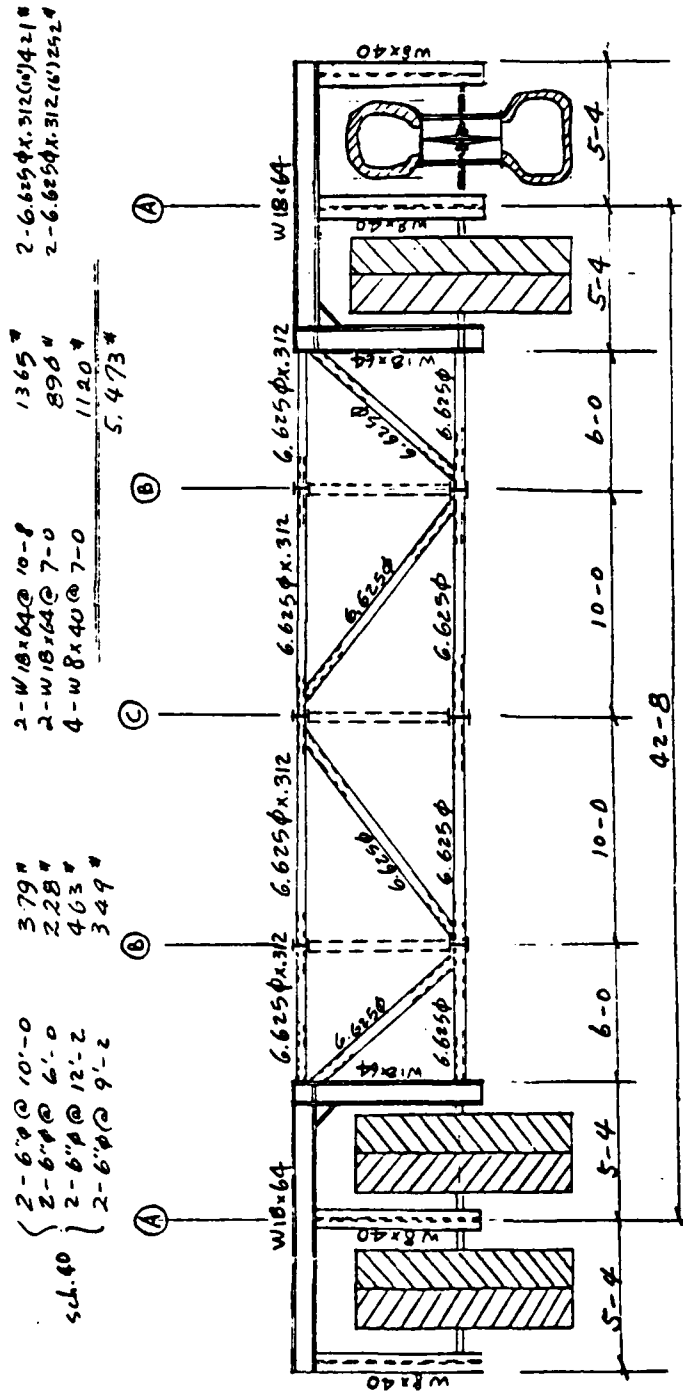 sch. 40
2-6"ϕ @ 10'-0 379#
2-6"ϕ @ 6'-0 228#
2-6"ϕ @ 12'-2 463#
2-6"ϕ @ 9'-2 349#
2-W18x64@ 10-8 1365#
2-W18x64@ 7-0 896#
4-W8x40@ 7-0 1120#
5,473#
2-6.625ϕx.312(10')421#
2-6.625ϕx.312(6')252#
A
B
C
B
A
W18x64
6.625ϕx.312
6.625ϕx.312
6.625ϕx.312
6.625ϕx.312
W18x64
W8x40
W8x40
W18x64
6.625ϕ
6.625ϕ
6.625ϕ
6.625ϕ
W18x64
W8x40
W8x40
6.625ϕ
6.625ϕ
6.625ϕ
6.625ϕ
5-4
5-4
6-0
10-0
10-0
6-0
5-4
5-4
42-8